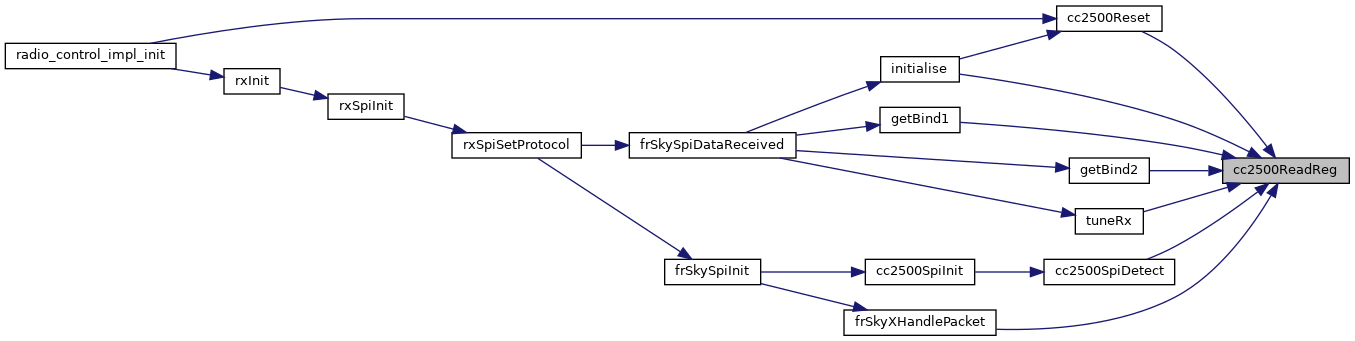 cc2500Reset
radio_control_impl_init
initialise
rxInit
rxSpiInit
getBind1
rxSpiSetProtocol
frSkySpiDataReceived
getBind2
cc2500ReadReg
tuneRx
frSkySpiInit
cc2500SpiInit
cc2500SpiDetect
frSkyXHandlePacket